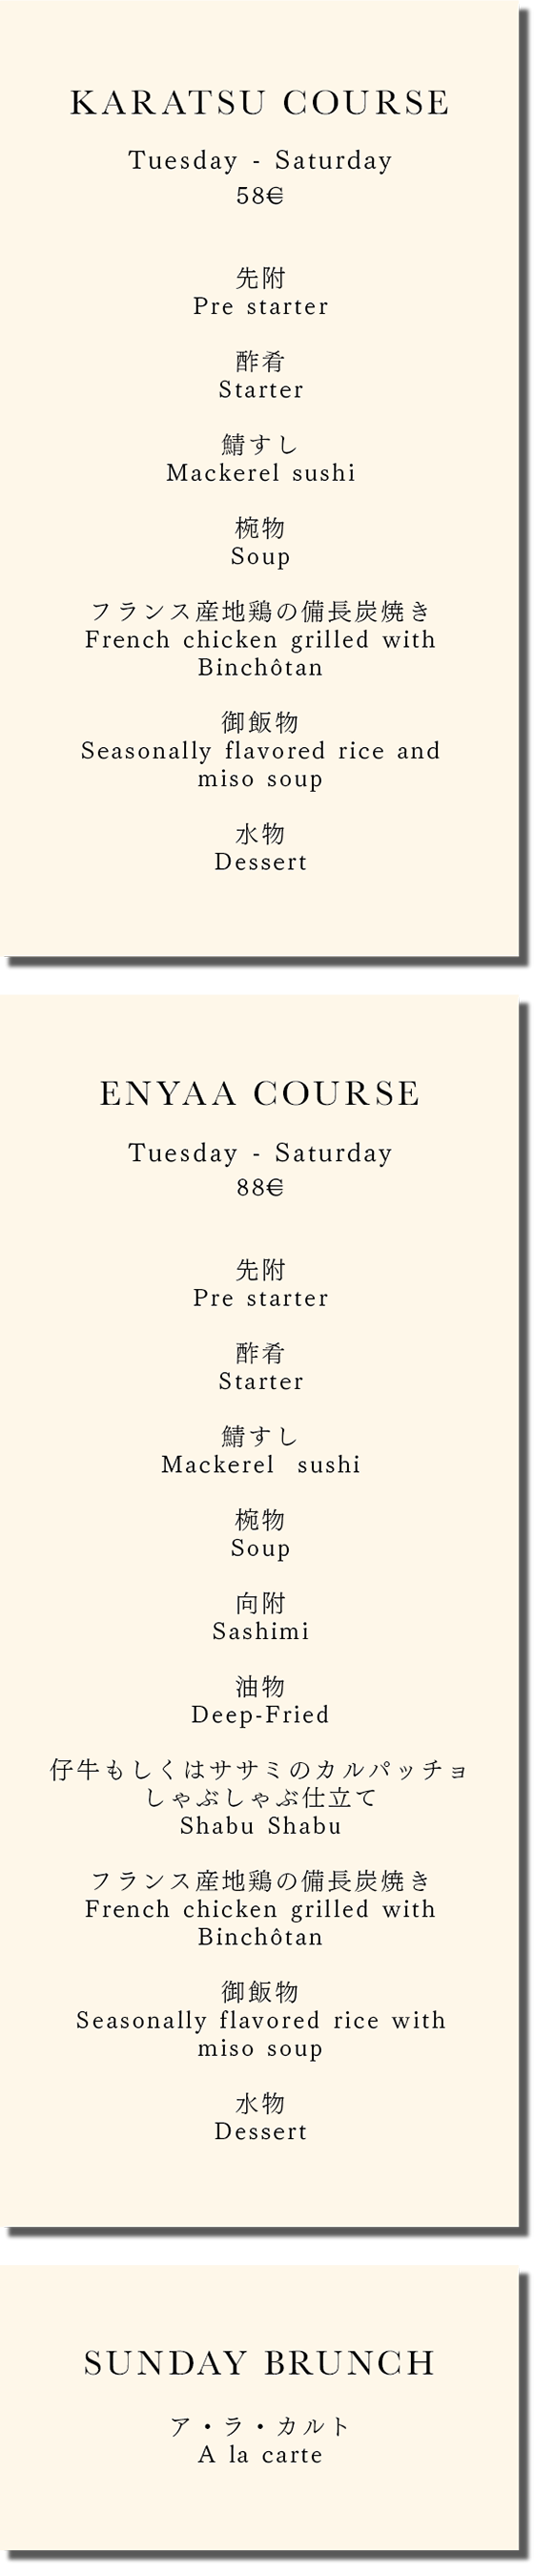 KARATSU COURSE
Tuesday - Saturday
58€
先附
Pre starter
酢肴
Starter
鯖すし
Mackerel sushi
椀物
Soup
フランス産地鶏の備長炭焼き
French chicken grilled with
Binchôtan
御飯物
Seasonally flavored rice and
miso soup
水物
Dessert
ENYAA COURSE
Tuesday - Saturday
88€
先附
Pre starter
酢肴
Starter
鯖すし
Mackerel sushi
椀物
Soup
向附
Sashimi
油物
Deep-Fried
仔牛もしくはササミのカルパッチョ
しゃぶしゃぶ仕立て
Shabu Shabu
フランス産地鶏の備長炭焼き
French chicken grilled with
Binchôtan
御飯物
Seasonally flavored rice with
miso soup
水物
Dessert
SUNDAY BRUNCH
ア・ラ・カルト
A la carte